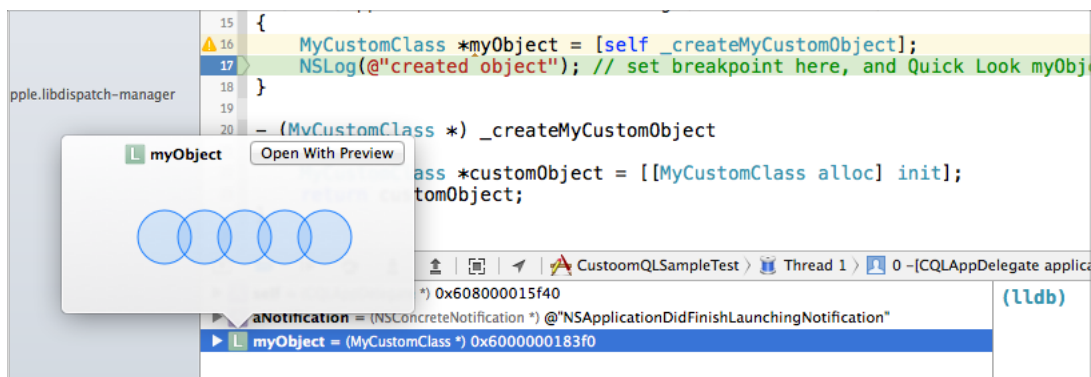 15 {
16 MyCustomClass *myObject = [self _createMyCustomObject];
17 NSLog(@"created object"); // set breakpoint here, and Quick Look myObj
pple.libdispatch-manager
18 }
19
20 - (MyCustomClass *) _createMyCustomObject
myObject Open With Preview
ass *customObject = [[MyCustomClass alloc] init];
return customObject;
CustoomQLSampleTest 〉 Thread 1 〉 0 -[CQLAppDelegate applica
*) 0x608000015f40
(lldb)
aNotification = (NSConcreteNotification *) @"NSApplicationDidFinishLaunchingNotification"
L myObject = (MyCustomClass *) 0x6000000183f0